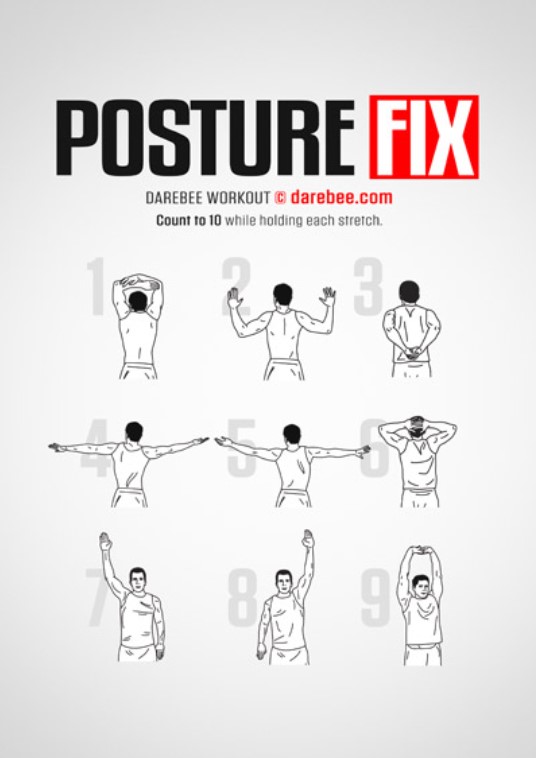 POSTURE FIX
DAREBEE WORKOUT © darebee.com
Count to 10 while holding each stretch.
1 2 3
4 5 6
7 8 9